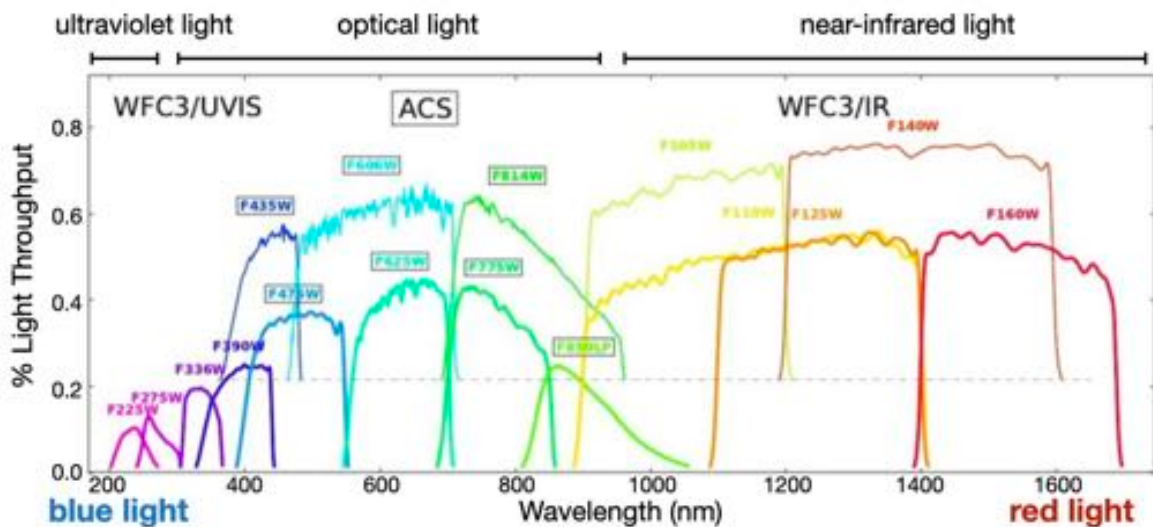 ultraviolet light optical light near-infrared light
WFC3/UVIS ACS WFC3/IR
% Light Throughput
0.8
0.6
0.4
0.2
0.0
F140W
F105W
F606W
F814W
F435W
F110W F125W F160W
F625W F775W
F475W
F390W F850LP
F336W
F275W
F225W
200 400 600 800 1000 1200 1400 1600
blue light Wavelength (nm) red light